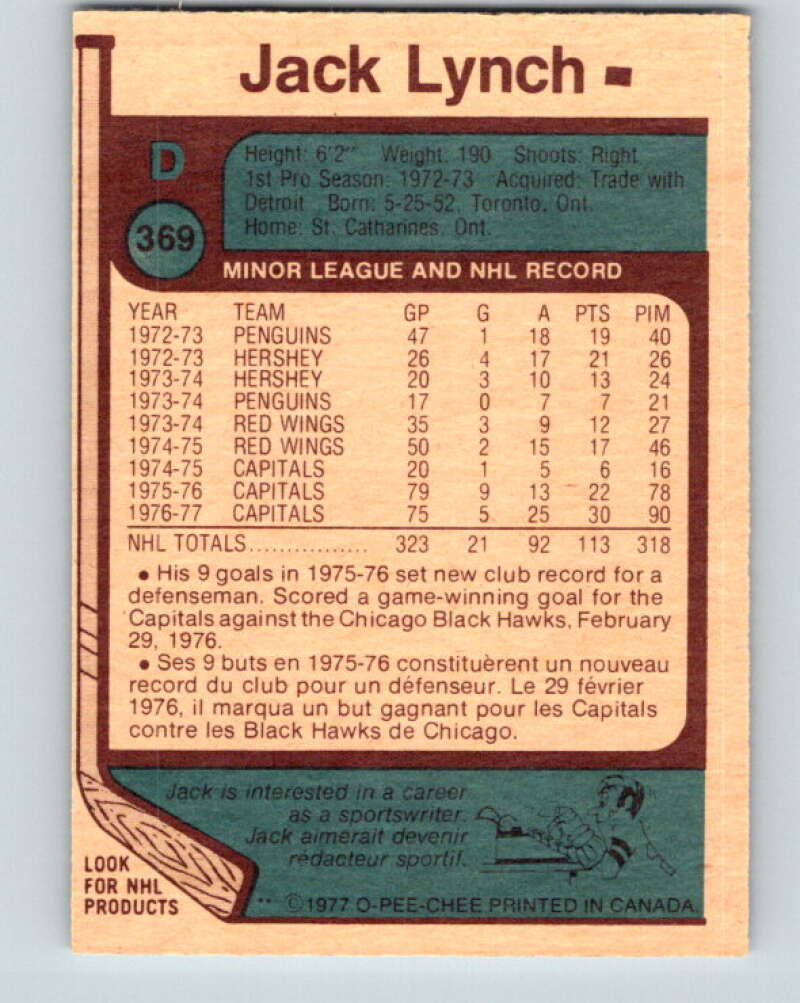 Jack Lynch
D
369
Height: 6'2" Weight: 190 Shoots: Right
1st Pro Season: 1972-73 Acquired: Trade with
Detroit Born: 5-25-52, Toronto, Ont.
Home: St. Catharines, Ont.
MINOR LEAGUE AND NHL RECORD
YEAR TEAM GP G A PTS PIM
1972-73 PENGUINS 47 1 18 19 40
1972-73 HERSHEY 26 4 17 21 26
1973-74 HERSHEY 20 3 10 13 24
1973-74 PENGUINS 17 0 7 7 21
1973-74 RED WINGS 35 3 9 12 27
1974-75 RED WINGS 50 2 15 17 46
1974-75 CAPITALS 20 1 5 6 16
1975-76 CAPITALS 79 9 13 22 78
1976-77 CAPITALS 75 5 25 30 90
NHL TOTALS................ 323 21 92 113 318
• His 9 goals in 1975-76 set new club record for a
defenseman. Scored a game-winning goal for the
Capitals against the Chicago Black Hawks, February
29, 1976.
• Ses 9 buts en 1975-76 constituèrent un nouveau
record du club pour un défenseur. Le 29 février
1976, il marqua un but gagnant pour les Capitals
contre les Black Hawks de Chicago.
Jack is interested in a career
as a sportswriter.
Jack aimerait devenir
rédacteur sportif.
LOOK
FOR NHL
PRODUCTS
** ©1977 O-PEE-CHEE PRINTED IN CANADA.